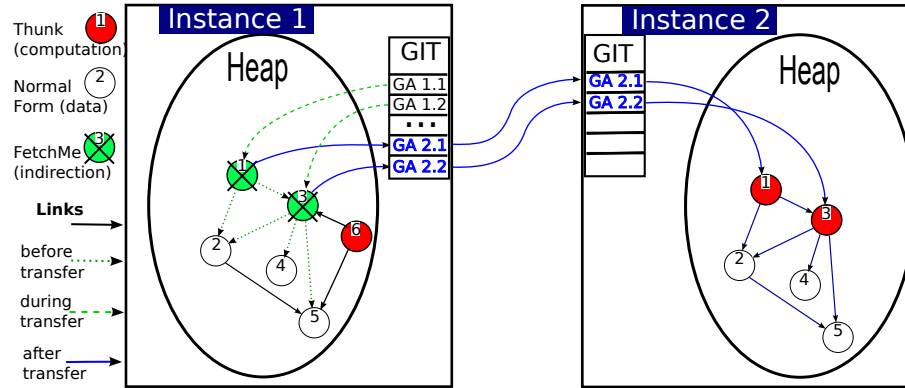 Thunk
(computation)
1
Normal
Form (data)
2
FetchMe
(indirection)
3
Links
before
transfer
during
transfer
after
transfer
Instance 1
Heap
GIT
GA 1.1
GA 1.2
...
GA 2.1
GA 2.2
1
3
6
2
4
5
Instance 2
GIT
GA 2.1
GA 2.2
Heap
1
3
2
4
5